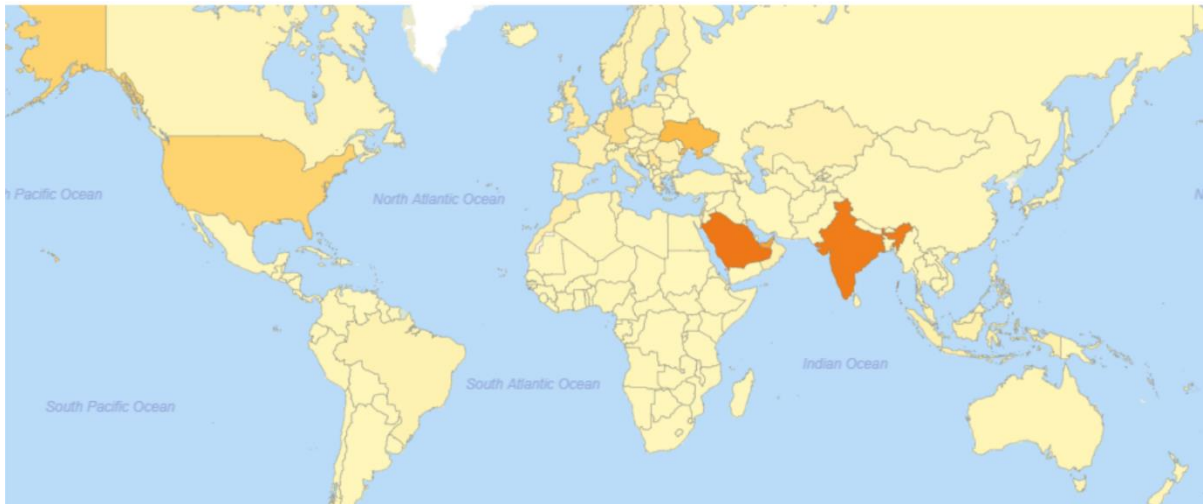 h Pacific Ocean
North Atlantic Ocean
N
Indian Ocean
South Atlantic Ocean
South Pacific Ocean